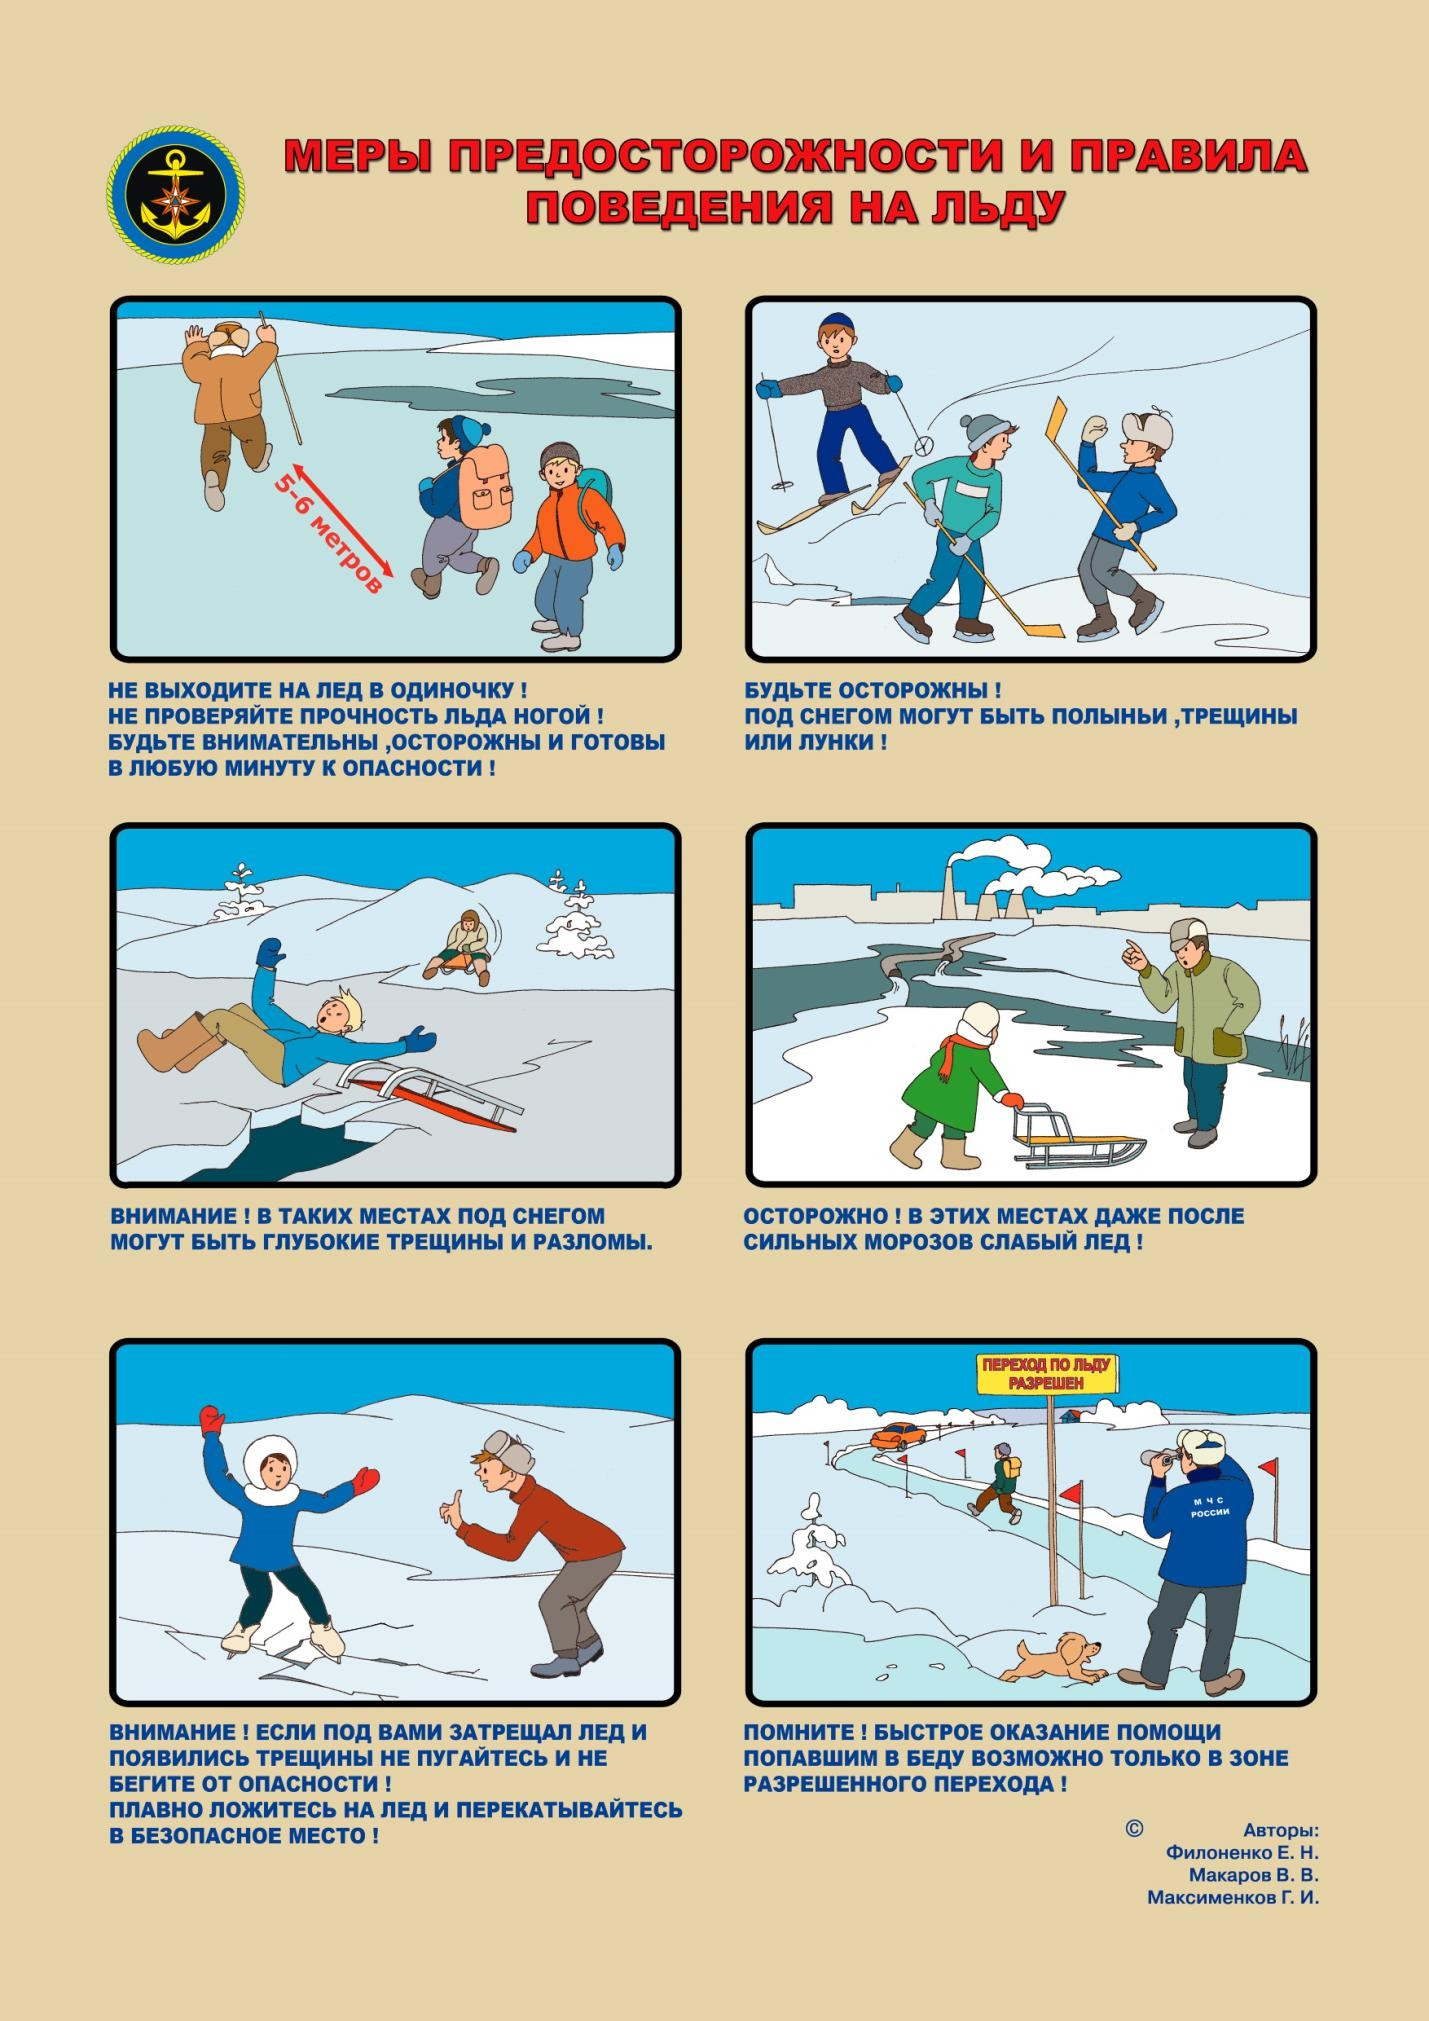 МЕРЫ ПРЕДОСТОРОЖНОСТИ И ПРАВИЛА
ПОВЕДЕНИЯ НА ЛЬДУ
5-6 метров
НЕ ВЫХОДИТЕ НА ЛЕД В ОДИНОЧКУ !
НЕ ПРОВЕРЯЙТЕ ПРОЧНОСТЬ ЛЬДА НОГОЙ !
БУДЬТЕ ВНИМАТЕЛЬНЫ ,ОСТОРОЖНЫ И ГОТОВЫ
В ЛЮБУЮ МИНУТУ К ОПАСНОСТИ !
БУДЬТЕ ОСТОРОЖНЫ !
ПОД СНЕГОМ МОГУТ БЫТЬ ПОЛЫНЬИ ,ТРЕЩИНЫ
ИЛИ ЛУНКИ !
ВНИМАНИЕ ! В ТАКИХ МЕСТАХ ПОД СНЕГОМ
МОГУТ БЫТЬ ГЛУБОКИЕ ТРЕЩИНЫ И РАЗЛОМЫ.
ОСТОРОЖНО ! В ЭТИХ МЕСТАХ ДАЖЕ ПОСЛЕ
СИЛЬНЫХ МОРОЗОВ СЛАБЫЙ ЛЕД !
ВНИМАНИЕ ! ЕСЛИ ПОД ВАМИ ЗАТРЕЩАЛ ЛЕД И
ПОЯВИЛИСЬ ТРЕЩИНЫ НЕ ПУГАЙТЕСЬ И НЕ
БЕГИТЕ ОТ ОПАСНОСТИ !
ПЛАВНО ЛОЖИТЕСЬ НА ЛЕД И ПЕРЕКАТЫВАЙТЕСЬ
В БЕЗОПАСНОЕ МЕСТО !
ПЕРЕХОД ПО ЛЬДУ
РАЗРЕШЕН
М Ч С
РОССИИ
ПОМНИТЕ ! БЫСТРОЕ ОКАЗАНИЕ ПОМОЩИ
ПОПАВШИМ В БЕДУ ВОЗМОЖНО ТОЛЬКО В ЗОНЕ
РАЗРЕШЕННОГО ПЕРЕХОДА !
© Авторы:
Филоненко Е. Н.
Макаров В. В.
Максименков Г. И.